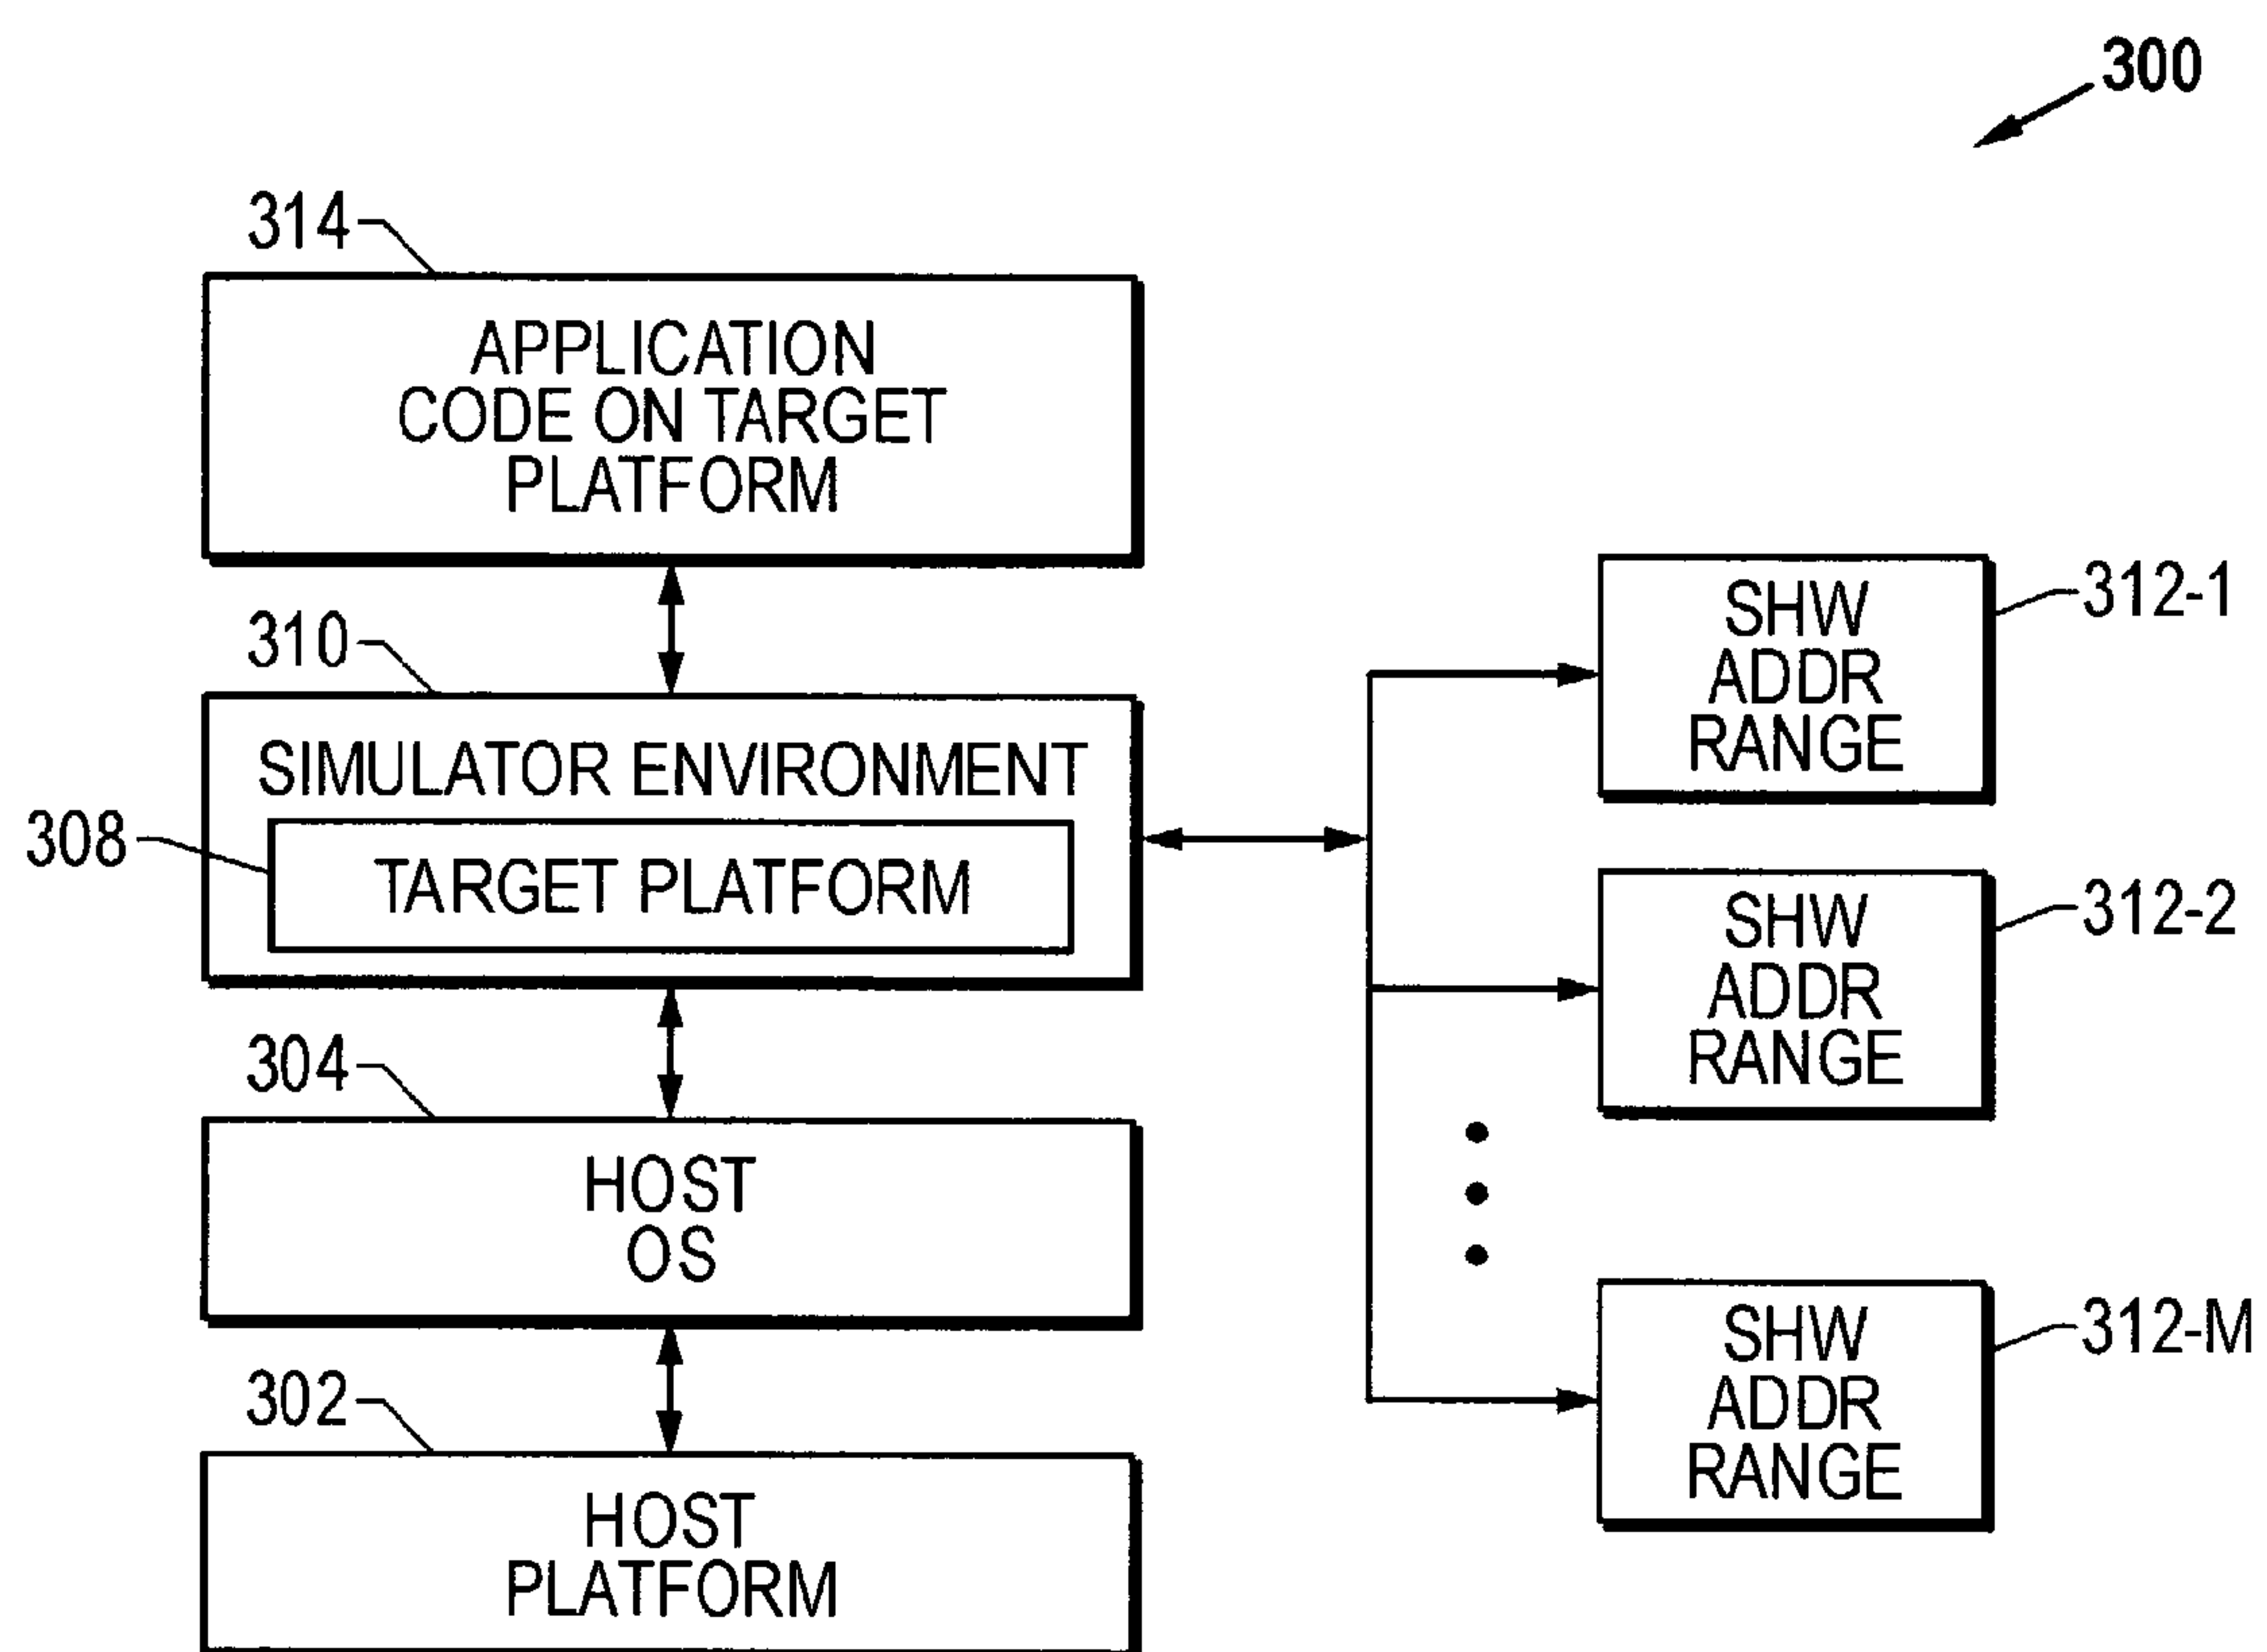 300
314
APPLICATION
CODE ON TARGET
PLATFORM
310
SIMULATOR ENVIRONMENT
308
TARGET PLATFORM
304
HOST
OS
302
HOST
PLATFORM
SHW
ADDR
RANGE
312-1
SHW
ADDR
RANGE
312-2
SHW
ADDR
RANGE
312-M